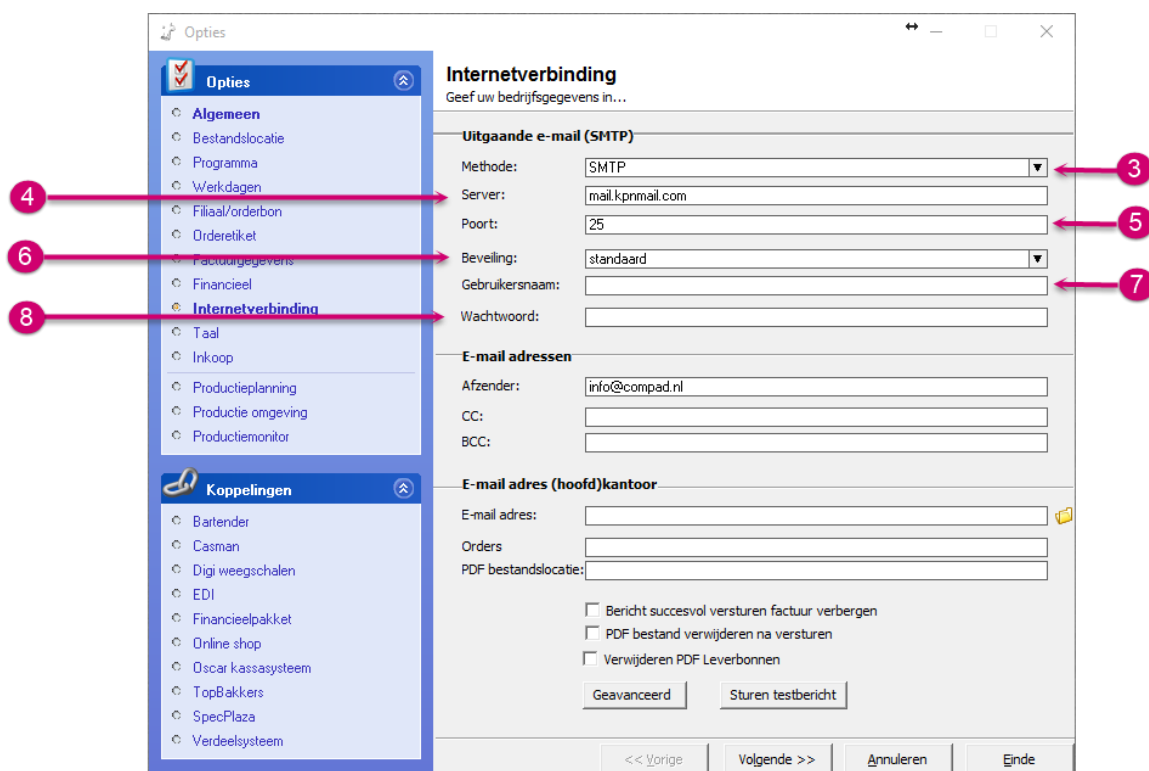 Opties
Opties
Algemeen
Bestandslocatie
Programma
Werkdagen
Filiaal/orderbon
Orderetiket
Factuurgegevens
Financieel
Internetverbinding
Taal
Inkoop
Productieplanning
Productie omgeving
Productiemonitor
Koppelingen
Bartender
Casman
Digi weegschalen
EDI
Financieelpakket
Online shop
Oscar kassasysteem
TopBakkers
SpecPlaza
Verdeelsysteem
4
6
8
Internetverbinding
Geef uw bedrijfsgegevens in...
Uitgaande e-mail (SMTP)
Methode: SMTP
Server: mail.kpnmail.com
Poort: 25
Beveiling: standaard
Gebruikersnaam:
Wachtwoord:
E-mail adressen
Afzender: info@compad.nl
CC:
BCC:
E-mail adres (hoofd)kantoor
E-mail adres:
Orders
PDF bestandslocatie:
Bericht succesvol versturen factuur verbergen
PDF bestand verwijderen na versturen
Verwijderen PDF Leverbonnen
Geavanceerd Sturen testbericht
<< Vorige Volgende >> Annuleren Einde
3
5
7